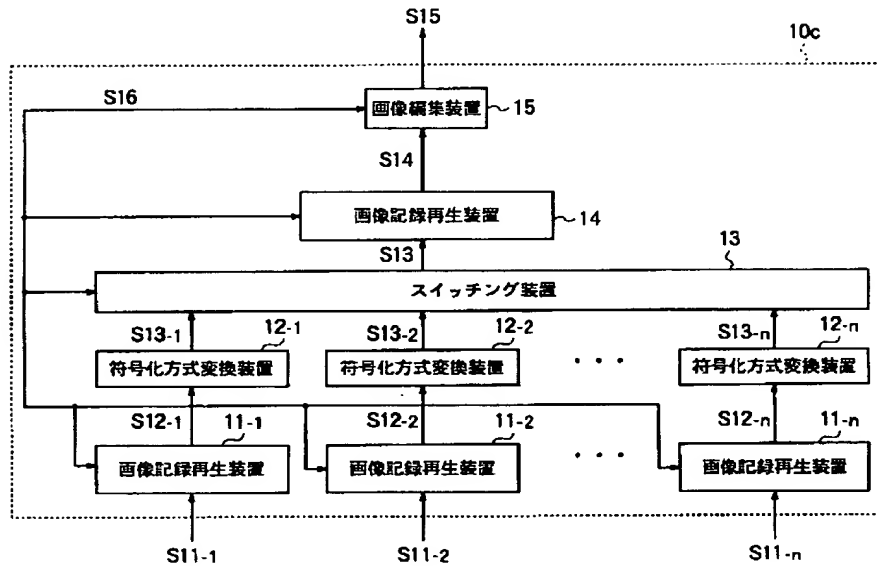 S15
10c
S16
画像編集装置
15
S14
画像記録再生装置
14
S13
13
スイッチング装置
S13-1
12-1
S13-2
12-2
S13-n
12-n
符号化方式変換装置
符号化方式変換装置
• • •
符号化方式変換装置
S12-1
11-1
S12-2
11-2
S12-n
11-n
画像記録再生装置
画像記録再生装置
• • •
画像記録再生装置
S11-1
S11-2
S11-n